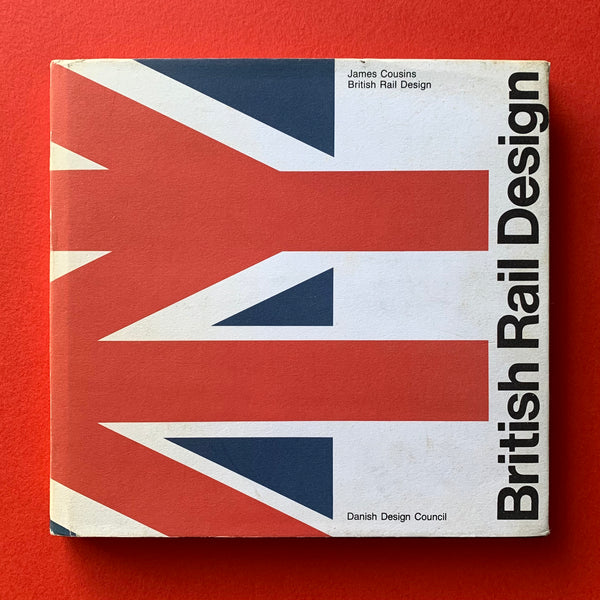 James Cousins
British Rail Design
British Rail Design
Danish Design Council